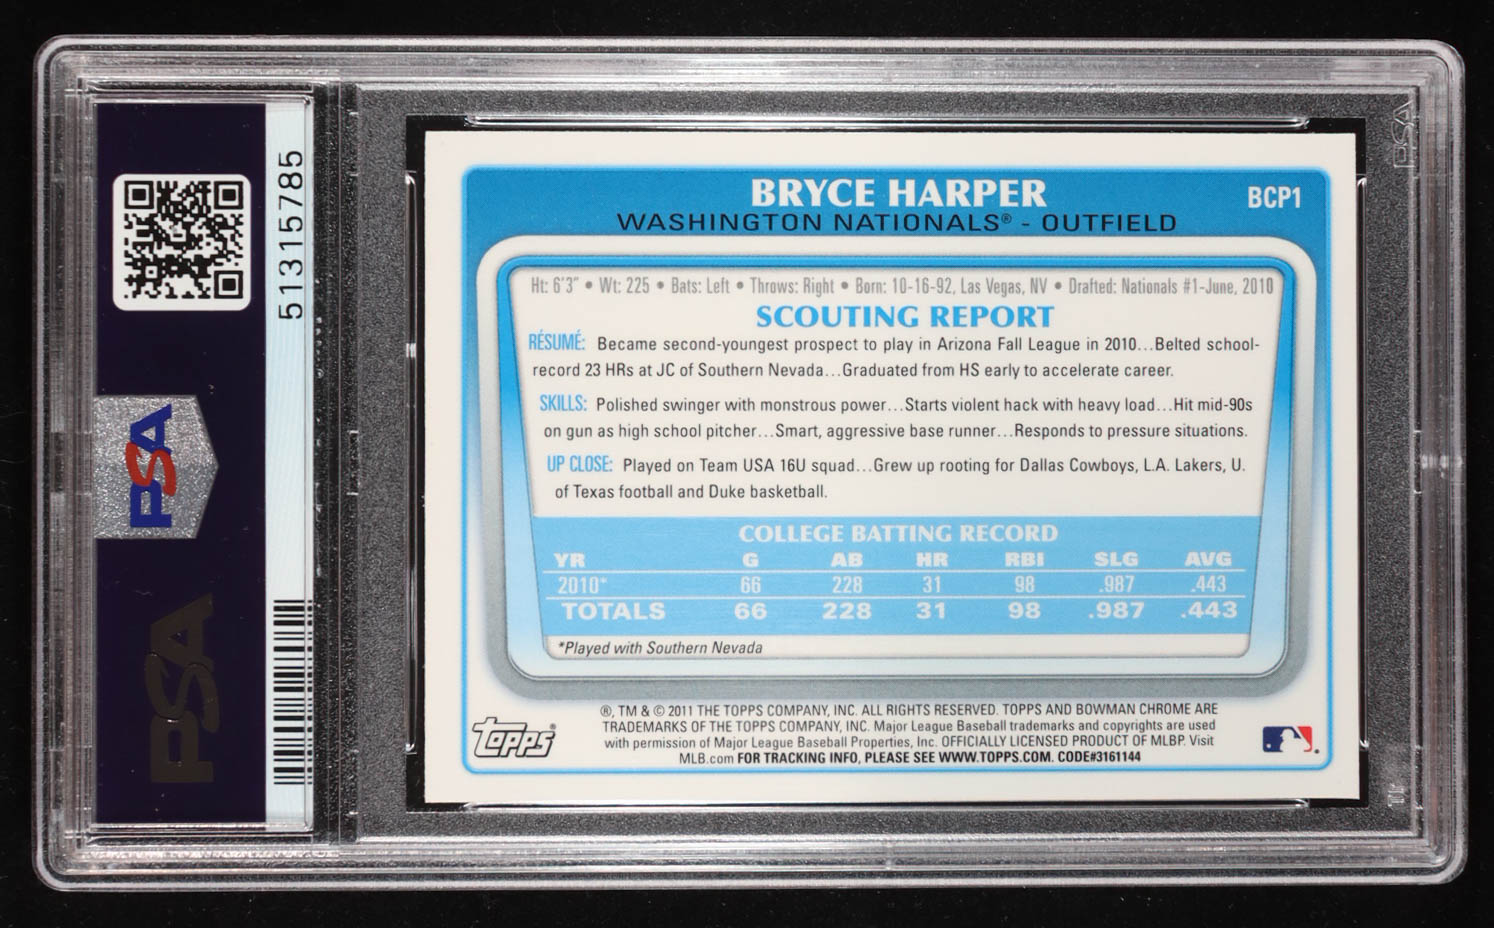 51315785
PSA
PSA
PSA
BRYCE HARPER
BCP1
WASHINGTON NATIONALS® - OUTFIELD
Ht: 6'3" • Wt: 225 • Bats: Left • Throws: Right • Born: 10-16-92, Las Vegas, NV • Drafted: Nationals #1-June, 2010
SCOUTING REPORT
RÉSUMÉ: Became second-youngest prospect to play in Arizona Fall League in 2010...Belted school-
record 23 HRs at JC of Southern Nevada...Graduated from HS early to accelerate career.
SKILLS: Polished swinger with monstrous power...Starts violent hack with heavy load...Hit mid-90s
on gun as high school pitcher...Smart, aggressive base runner...Responds to pressure situations.
UP CLOSE: Played on Team USA 16U squad...Grew up rooting for Dallas Cowboys, L.A. Lakers, U.
of Texas football and Duke basketball.
COLLEGE BATTING RECORD
YR G AB HR RBI SLG AVG
2010* 66 228 31 98 .987 .443
TOTALS 66 228 31 98 .987 .443
*Played with Southern Nevada
®, TM & © 2011 THE TOPPS COMPANY, INC. ALL RIGHTS RESERVED. TOPPS AND BOWMAN CHROME ARE
TRADEMARKS OF THE TOPPS COMPANY, INC. Major League Baseball trademarks and copyrights are used
with permission of Major League Baseball Properties, Inc. OFFICIALLY LICENSED PRODUCT OF MLBP. Visit
MLB.com FOR TRACKING INFO, PLEASE SEE WWW.TOPPS.COM. CODE#3161144
TOPPS®